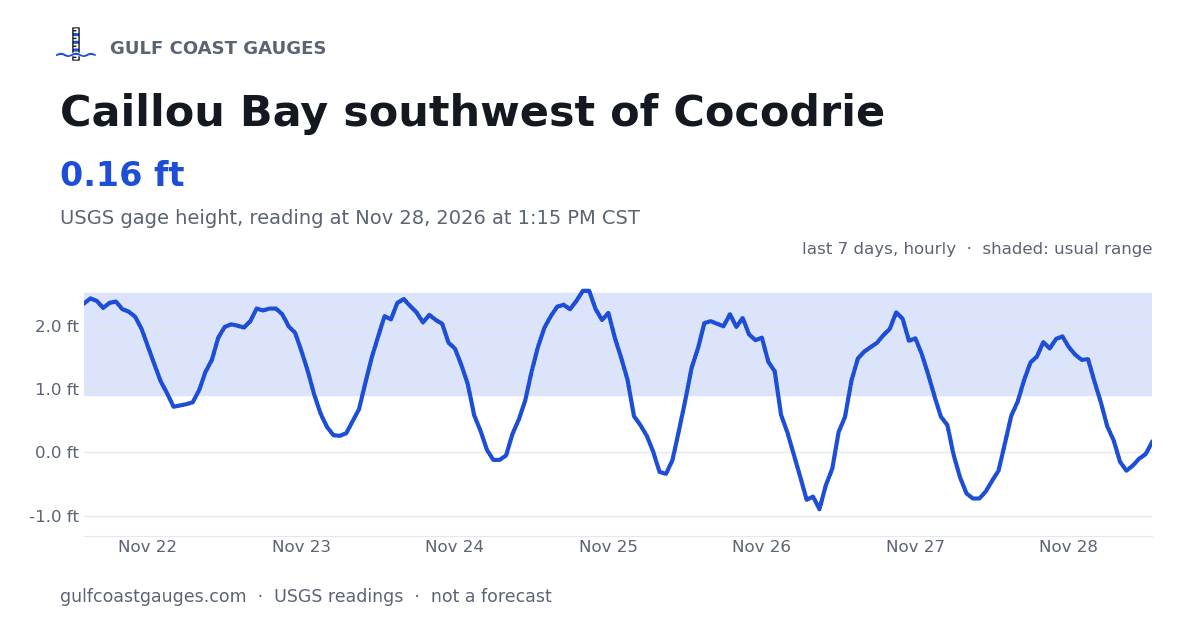 GULF COAST GAUGES
Caillou Bay southwest of Cocodrie
0.16 ft
USGS gage height, reading at Nov 28, 2026 at 1:15 PM CST
last 7 days, hourly · shaded: usual range
2.0 ft
1.0 ft
0.0 ft
-1.0 ft
Nov 22 Nov 23 Nov 24 Nov 25 Nov 26 Nov 27 Nov 28
gulfcoastgauges.com · USGS readings · not a forecast